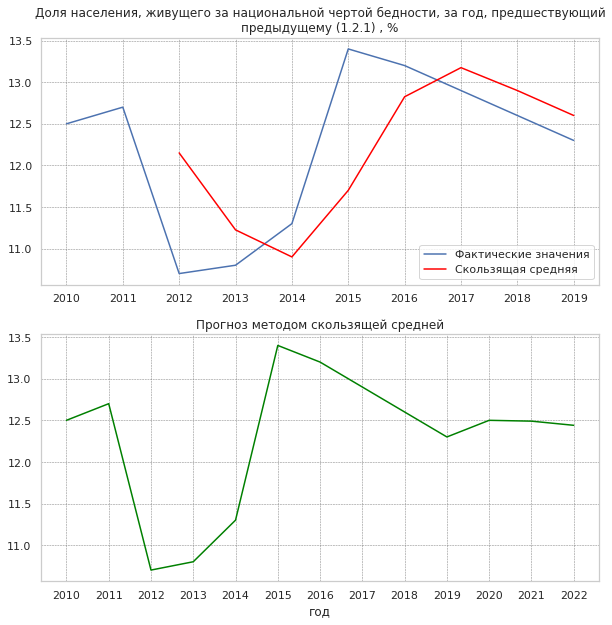 Доля населения, живущего за национальной чертой бедности, за год, предшествующий
предыдущему (1.2.1) , %
13.5
13.0
12.5
12.0
11.5
11.0
Фактические значения
Скользящая средняя
2010 2011 2012 2013 2014 2015 2016 2017 2018 2019
Прогноз методом скользящей средней
13.5
13.0
12.5
12.0
11.5
11.0
2010 2011 2012 2013 2014 2015 2016 2017 2018 2019 2020 2021 2022
год